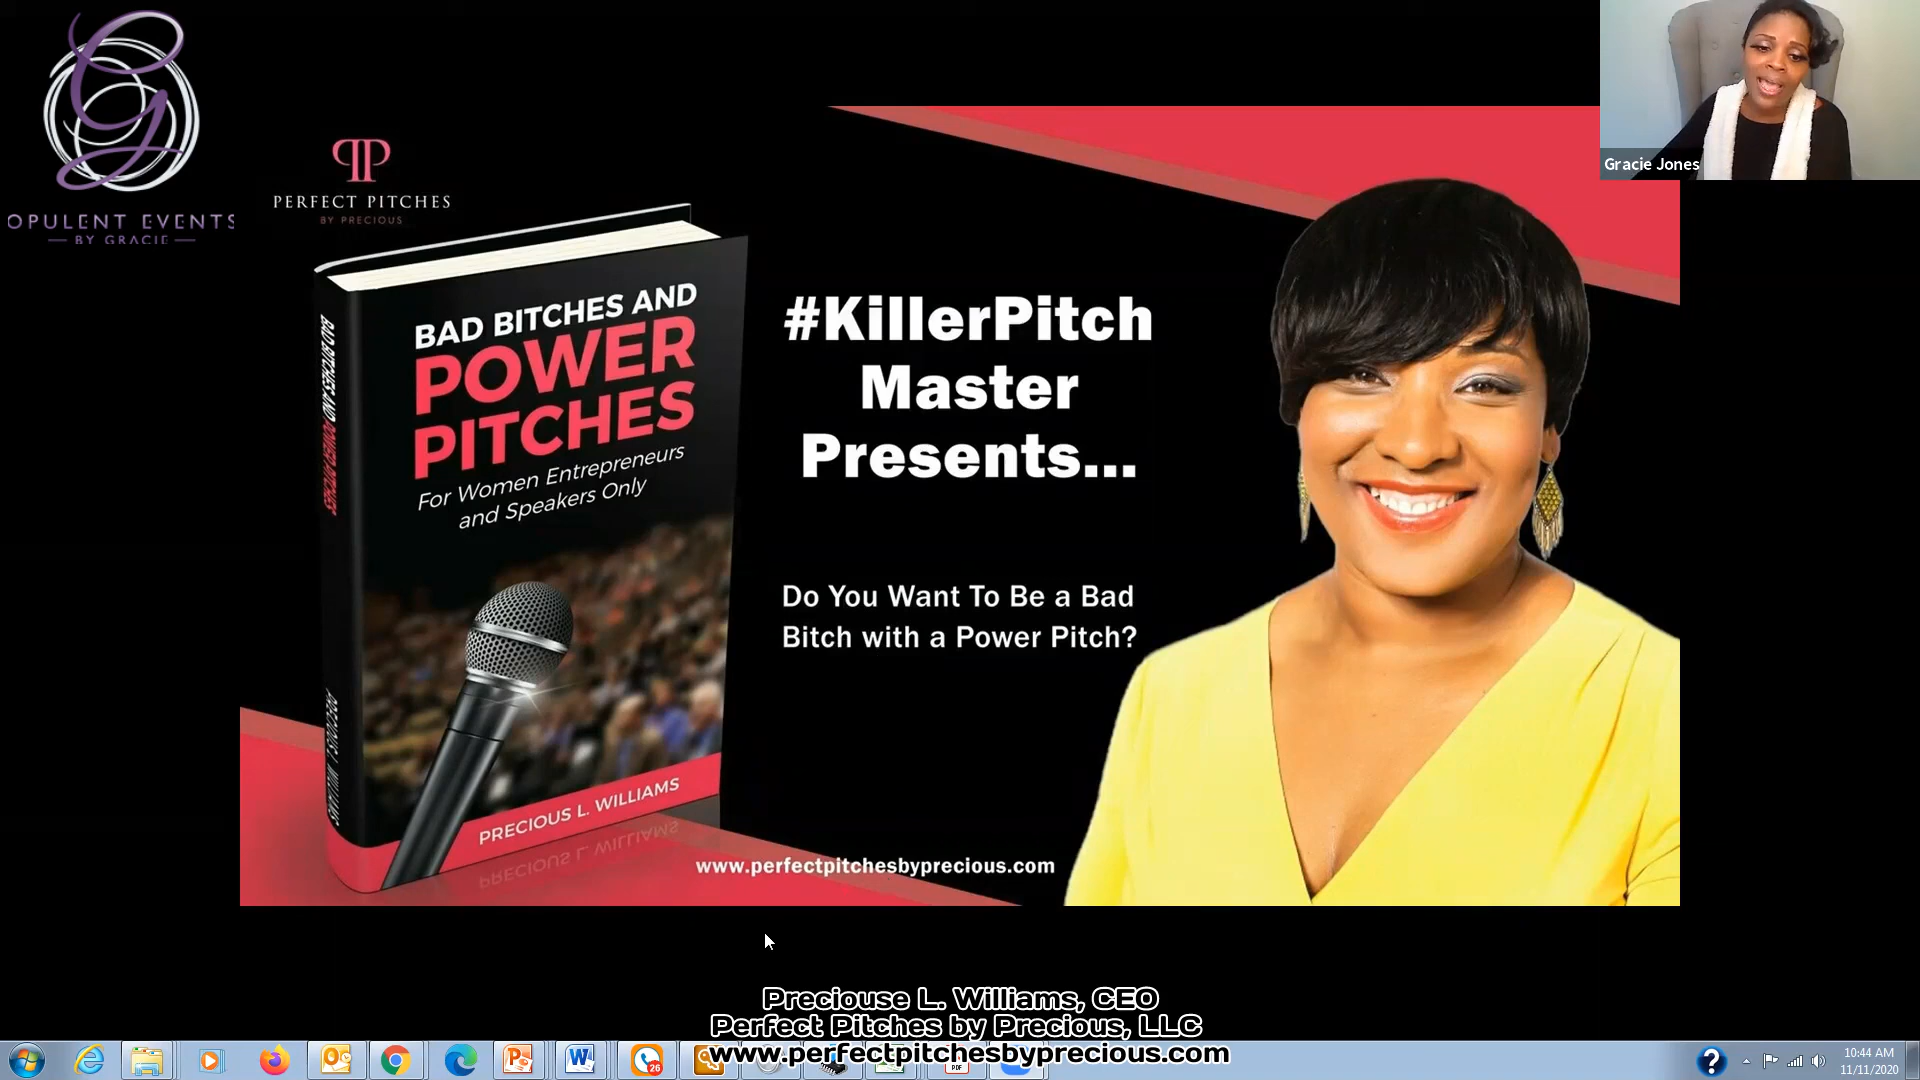 G
OPULENT EVENTS
BY GRACIE
PP
PERFECT PITCHES
BY PRECIOUS
BAD BITCHES AND
POWER
PITCHES
For Women Entrepreneurs
and Speakers Only
PRECIOUS L. WILLIAMS
BAD BITCHES AND POWER PITCHES
PRECIOUS L. WILLIAMS
#KillerPitch
Master
Presents...
Do You Want To Be a Bad
Bitch with a Power Pitch?
www.perfectpitchesbyprecious.com
Gracie Jones
Preciouse L. Williams, CEO
Perfect Pitches by Precious, LLC
www.perfectpitchesbyprecious.com
26
PDF
10:44 AM
11/11/2020